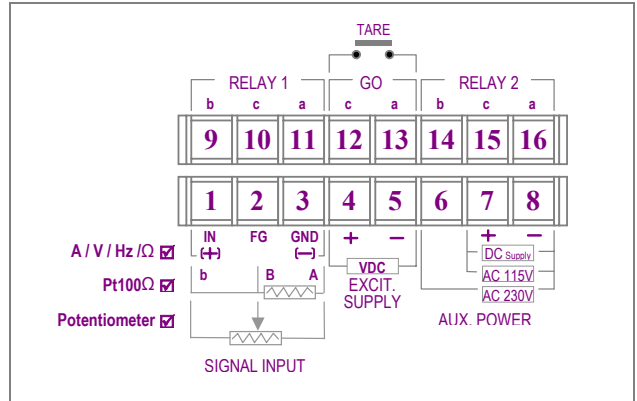 TARE
RELAY 1 GO RELAY 2
b c a c a b c a
9 10 11 12 13 14 15 16
1 2 3 4 5 6 7 8
IN FG GND + − + −
(+) (−)
A / V / Hz /Ω ☑
DC Supply
b B A
VDC
Pt100Ω ☑
AC 115V
EXCIT.
AC 230V
SUPPLY
Potentiometer ☑
AUX. POWER
SIGNAL INPUT